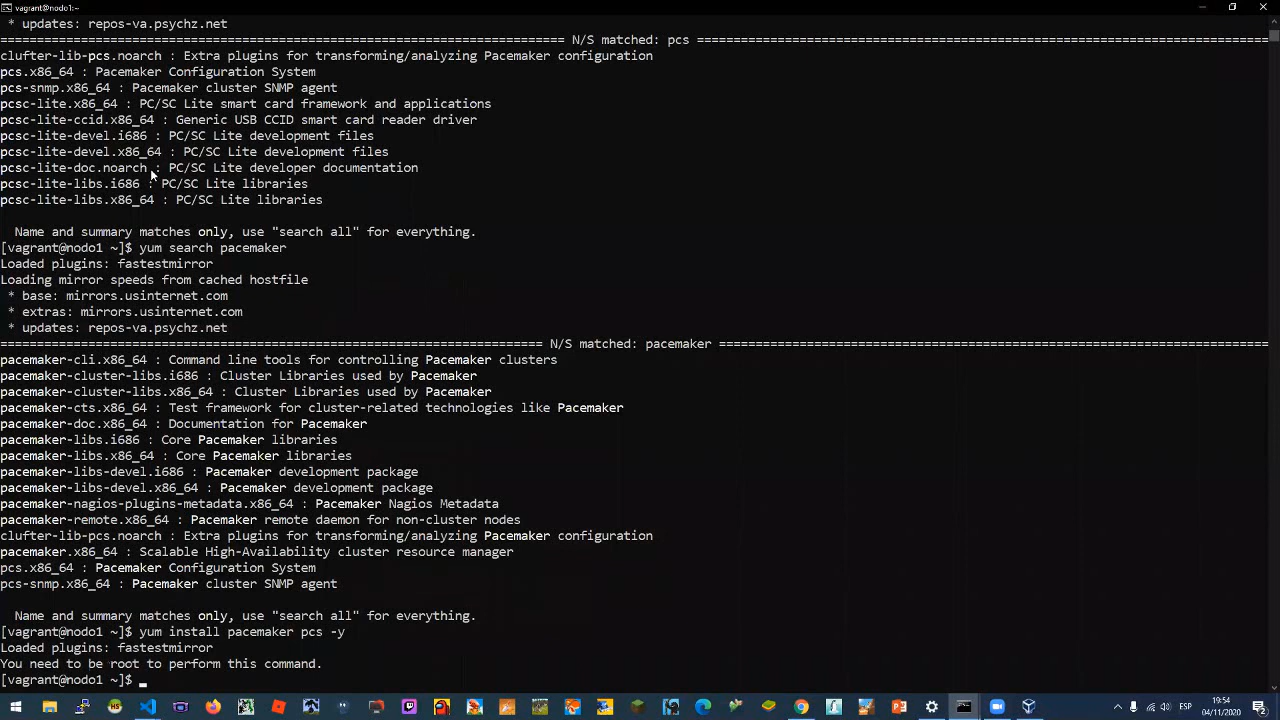 vagrant@nodo1:~
 * updates: repos-va.psychz.net
============================================================================ N/S matched: pcs ==============================================================================
clufter-lib-pcs.noarch : Extra plugins for transforming/analyzing Pacemaker configuration
pcs.x86_64 : Pacemaker Configuration System
pcs-snmp.x86_64 : Pacemaker cluster SNMP agent
pcsc-lite.x86_64 : PC/SC Lite smart card framework and applications
pcsc-lite-ccid.x86_64 : Generic USB CCID smart card reader driver
pcsc-lite-devel.i686 : PC/SC Lite development files
pcsc-lite-devel.x86_64 : PC/SC Lite development files
pcsc-lite-doc.noarch : PC/SC Lite developer documentation
pcsc-lite-libs.i686 : PC/SC Lite libraries
pcsc-lite-libs.x86_64 : PC/SC Lite libraries
  Name and summary matches only, use "search all" for everything.
[vagrant@nodo1 ~]$ yum search pacemaker
Loaded plugins: fastestmirror
Loading mirror speeds from cached hostfile
 * base: mirrors.usinternet.com
 * extras: mirrors.usinternet.com
 * updates: repos-va.psychz.net
========================================================================= N/S matched: pacemaker ===========================================================================
pacemaker-cli.x86_64 : Command line tools for controlling Pacemaker clusters
pacemaker-cluster-libs.i686 : Cluster Libraries used by Pacemaker
pacemaker-cluster-libs.x86_64 : Cluster Libraries used by Pacemaker
pacemaker-cts.x86_64 : Test framework for cluster-related technologies like Pacemaker
pacemaker-doc.x86_64 : Documentation for Pacemaker
pacemaker-libs.i686 : Core Pacemaker libraries
pacemaker-libs.x86_64 : Core Pacemaker libraries
pacemaker-libs-devel.i686 : Pacemaker development package
pacemaker-libs-devel.x86_64 : Pacemaker development package
pacemaker-nagios-plugins-metadata.x86_64 : Pacemaker Nagios Metadata
pacemaker-remote.x86_64 : Pacemaker remote daemon for non-cluster nodes
clufter-lib-pcs.noarch : Extra plugins for transforming/analyzing Pacemaker configuration
pacemaker.x86_64 : Scalable High-Availability cluster resource manager
pcs.x86_64 : Pacemaker Configuration System
pcs-snmp.x86_64 : Pacemaker cluster SNMP agent
  Name and summary matches only, use "search all" for everything.
[vagrant@nodo1 ~]$ yum install pacemaker pcs -y
Loaded plugins: fastestmirror
You need to be root to perform this command.
[vagrant@nodo1 ~]$ _
ESP
19:54
04/11/2020